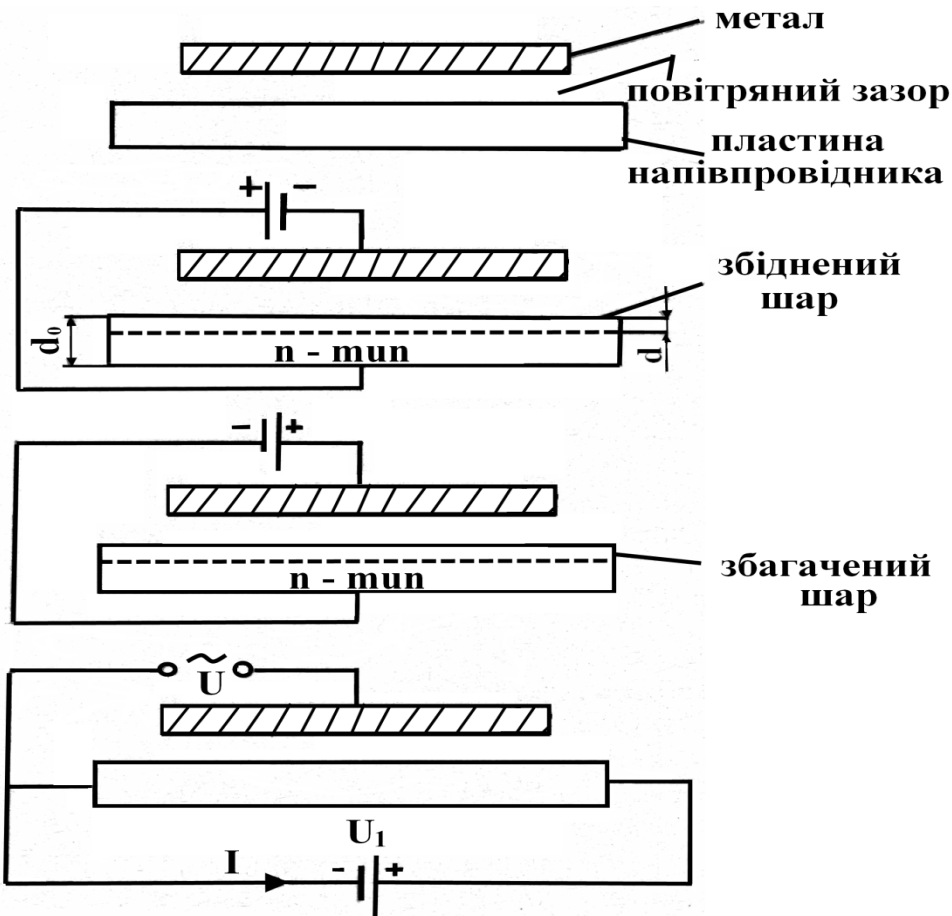 метал
повітряний зазор
пластина
напівпровідника
+ −
збіднений
шар
d₀
n - тип
d
− +
n - тип
збагачений
шар
~
U
U₁
I
- +